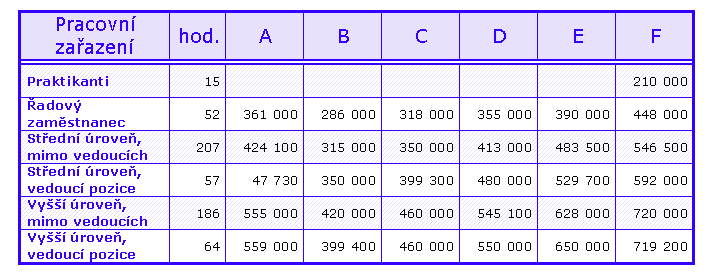 Pracovní zařazení hod. A B C D E F
Praktikanti 15 210 000
Řadový zaměstnanec 52 361 000 286 000 318 000 355 000 390 000 448 000
Střední úroveň, mimo vedoucích 207 424 100 315 000 350 000 413 000 483 500 546 500
Střední úroveň, vedoucí pozice 57 47 730 350 000 399 300 480 000 529 700 592 000
Vyšší úroveň, mimo vedoucích 186 555 000 420 000 460 000 545 100 628 000 720 000
Vyšší úroveň, vedoucí pozice 64 559 000 399 400 460 000 550 000 650 000 719 200